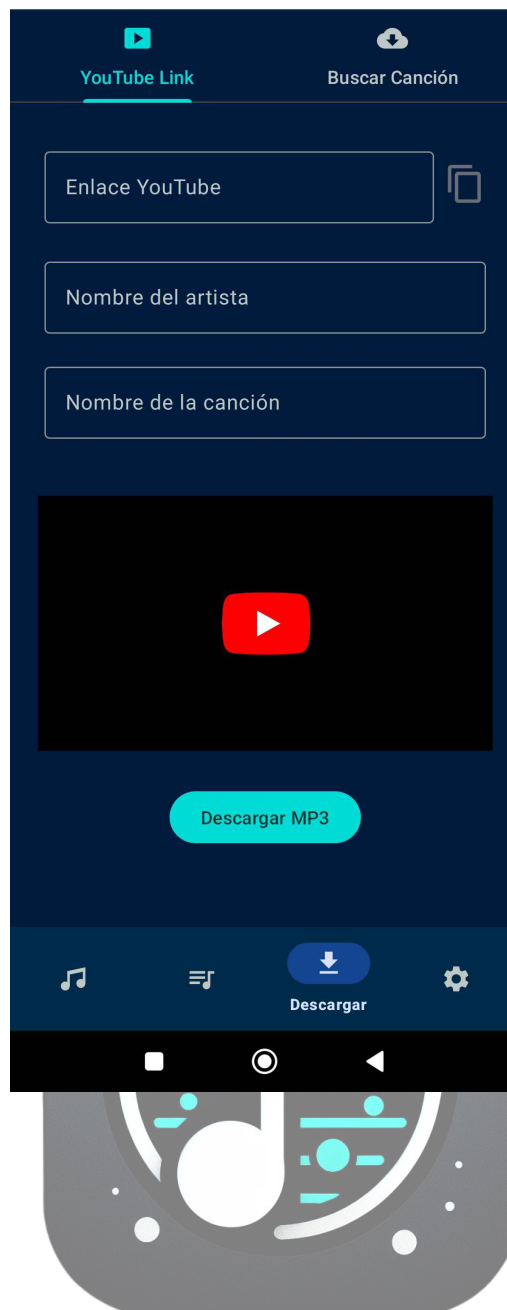 YouTube Link
Buscar Canción
Enlace YouTube
Nombre del artista
Nombre de la canción
Descargar MP3
Descargar